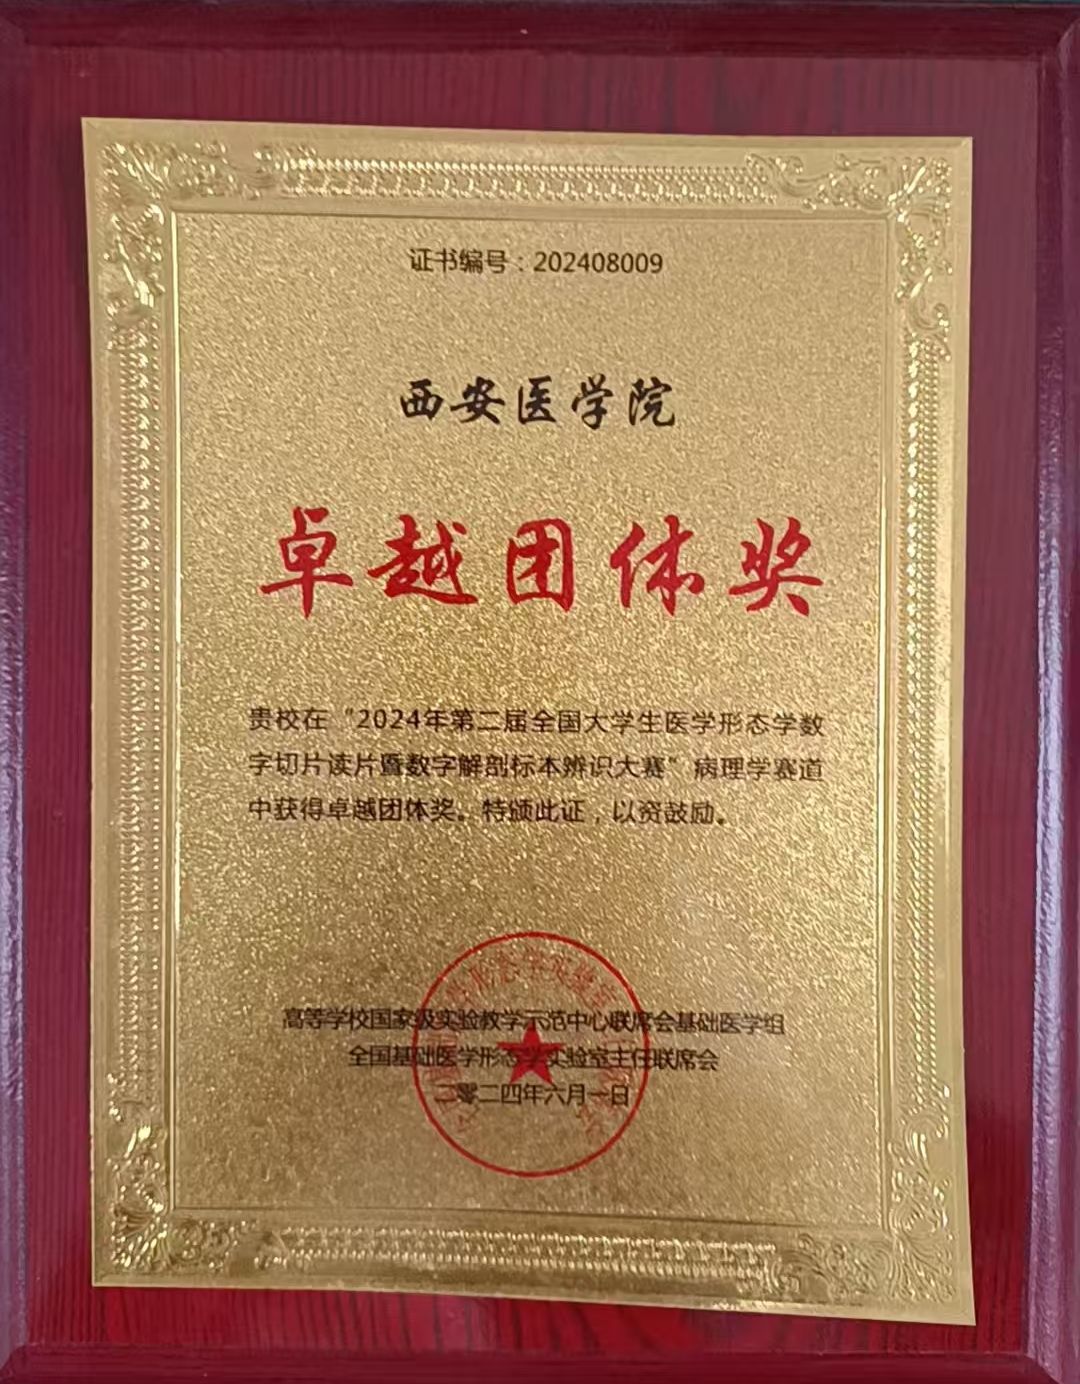 证书编号：202408009
西安医学院
卓越团体奖
贵校在“2024年第二届全国大学生医学形态学数
字切片读片暨数字解剖标本辨识大赛”病理学赛道
中获得卓越团体奖。特颁此证，以资鼓励。
高等学校国家级实验教学示范中心联席会基础医学组
全国基础医学形态学实验室主任联席会
二零二四年六月一日